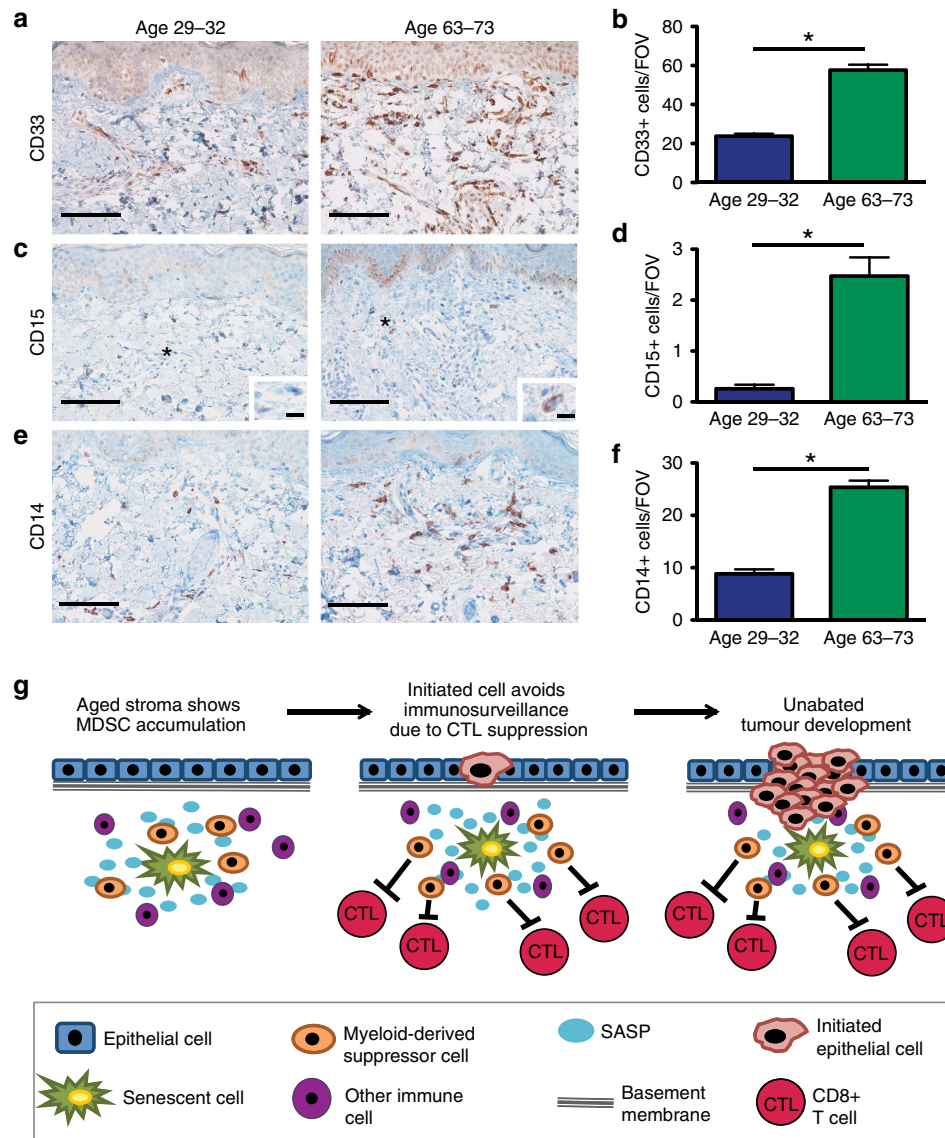 a
Age 29–32
Age 63–73
CD33
b
CD33+ cells/FOV
80
60
40
20
0
*
Age 29–32
Age 63–73
c
CD15
*
*
d
CD15+ cells/FOV
3
2
1
0
*
Age 29–32
Age 63–73
e
CD14
f
CD14+ cells/FOV
30
20
10
0
*
Age 29–32
Age 63–73
g
Aged stroma shows
MDSC accumulation
Initiated cell avoids
immunosurveillance
due to CTL suppression
Unabated
tumour development
CTL
CTL
CTL
CTL
CTL
CTL
CTL
CTL
Epithelial cell
Myeloid-derived
suppressor cell
SASP
Initiated
epithelial cell
Senescent cell
Other immune
cell
Basement
membrane
CTL
CD8+
T cell